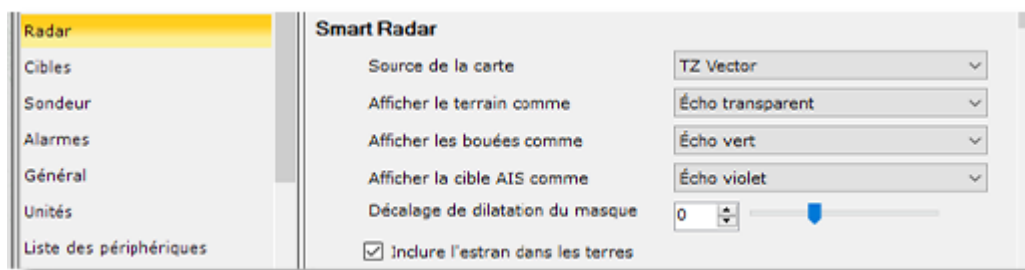 Radar
Cibles
Sondeur
Alarmes
Général
Unités
Liste des périphériques
Smart Radar
Source de la carte TZ Vector
Afficher le terrain comme Écho transparent
Afficher les bouées comme Écho vert
Afficher la cible AIS comme Écho violet
Décalage de dilatation du masque 0
Inclure l'estran dans les terres